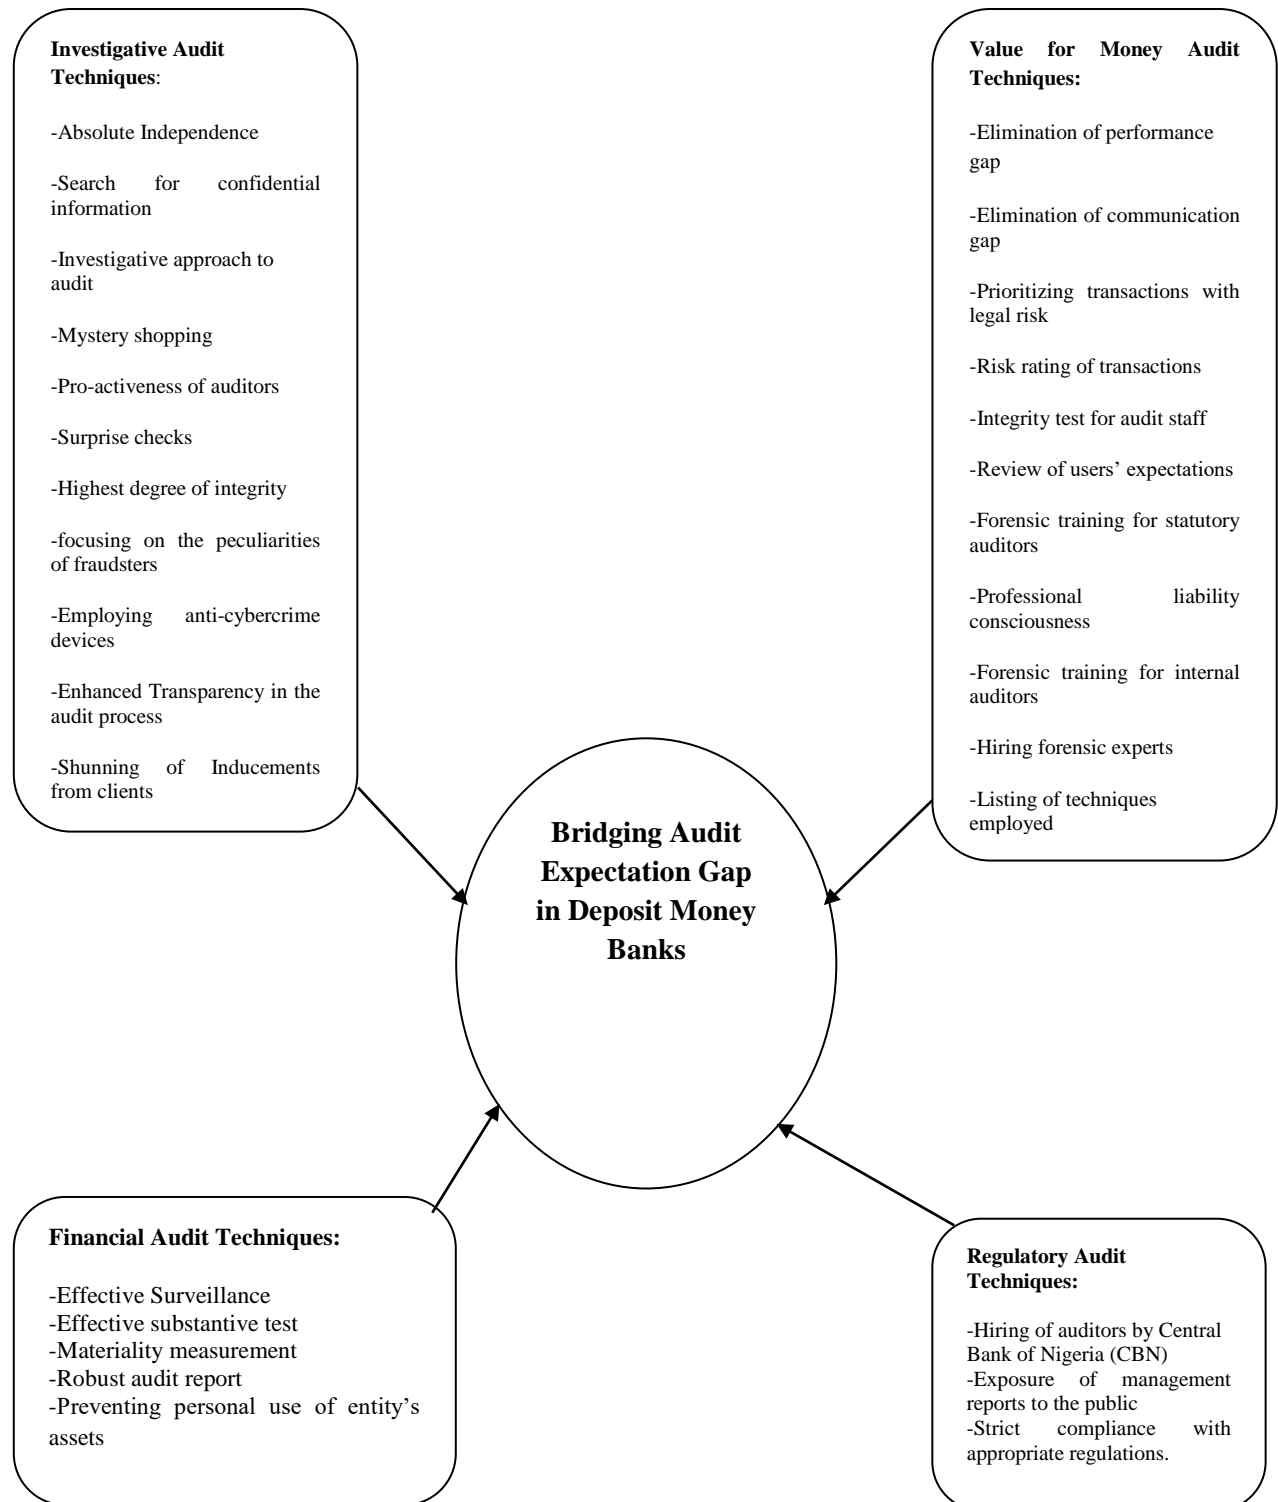 Investigative Audit
Techniques:
-Absolute Independence
-Search for confidential
information
-Investigative approach to
audit
-Mystery shopping
-Pro-activeness of auditors
-Surprise checks
-Highest degree of integrity
-focusing on the peculiarities
of fraudsters
-Employing anti-cybercrime
devices
-Enhanced Transparency in the
audit process
-Shunning of Inducements
from clients
Value for Money Audit
Techniques:
-Elimination of performance
gap
-Elimination of communication
gap
-Prioritizing transactions with
legal risk
-Risk rating of transactions
-Integrity test for audit staff
-Review of users’ expectations
-Forensic training for statutory
auditors
-Professional liability
consciousness
-Forensic training for internal
auditors
-Hiring forensic experts
-Listing of techniques
employed
Bridging Audit
Expectation Gap
in Deposit Money
Banks
Financial Audit Techniques:
-Effective Surveillance
-Effective substantive test
-Materiality measurement
-Robust audit report
-Preventing personal use of entity’s
assets
Regulatory Audit
Techniques:
-Hiring of auditors by Central
Bank of Nigeria (CBN)
-Exposure of management
reports to the public
-Strict compliance with
appropriate regulations.